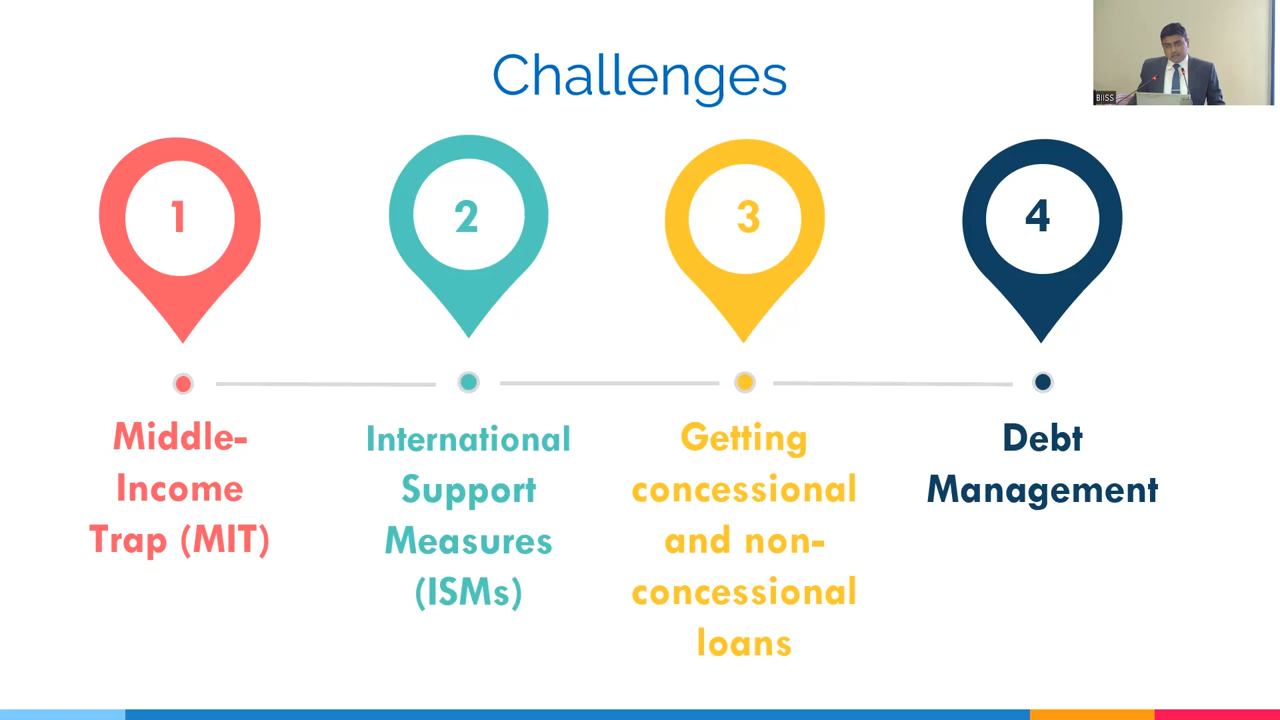 Challenges
BIISS
1
2
3
4
Middle-
Income
Trap (MIT)
International
Support
Measures
(ISMs)
Getting
concessional
and non-
concessional
loans
Debt
Management